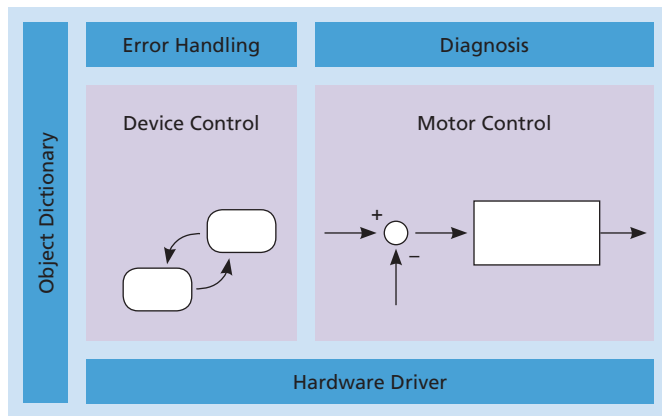 Error Handling
Diagnosis
Object Dictionary
Device Control
Motor Control
+
−
Hardware Driver